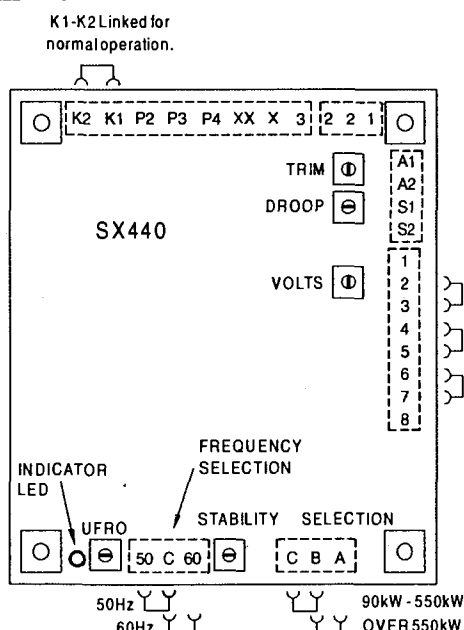 K1-K2 Linked for
normal operation.
K2 K1 P2 P3 P4 XX X 3 2 2 1
TRIM
A1
A2
DROOP
S1
S2
SX440
VOLTS
1
2
3
4
5
6
7
8
FREQUENCY
SELECTION
INDICATOR
LED
UFRO
STABILITY SELECTION
50 C 60
C B A
50Hz
90kW - 550kW
60Hz
OVER 550kW